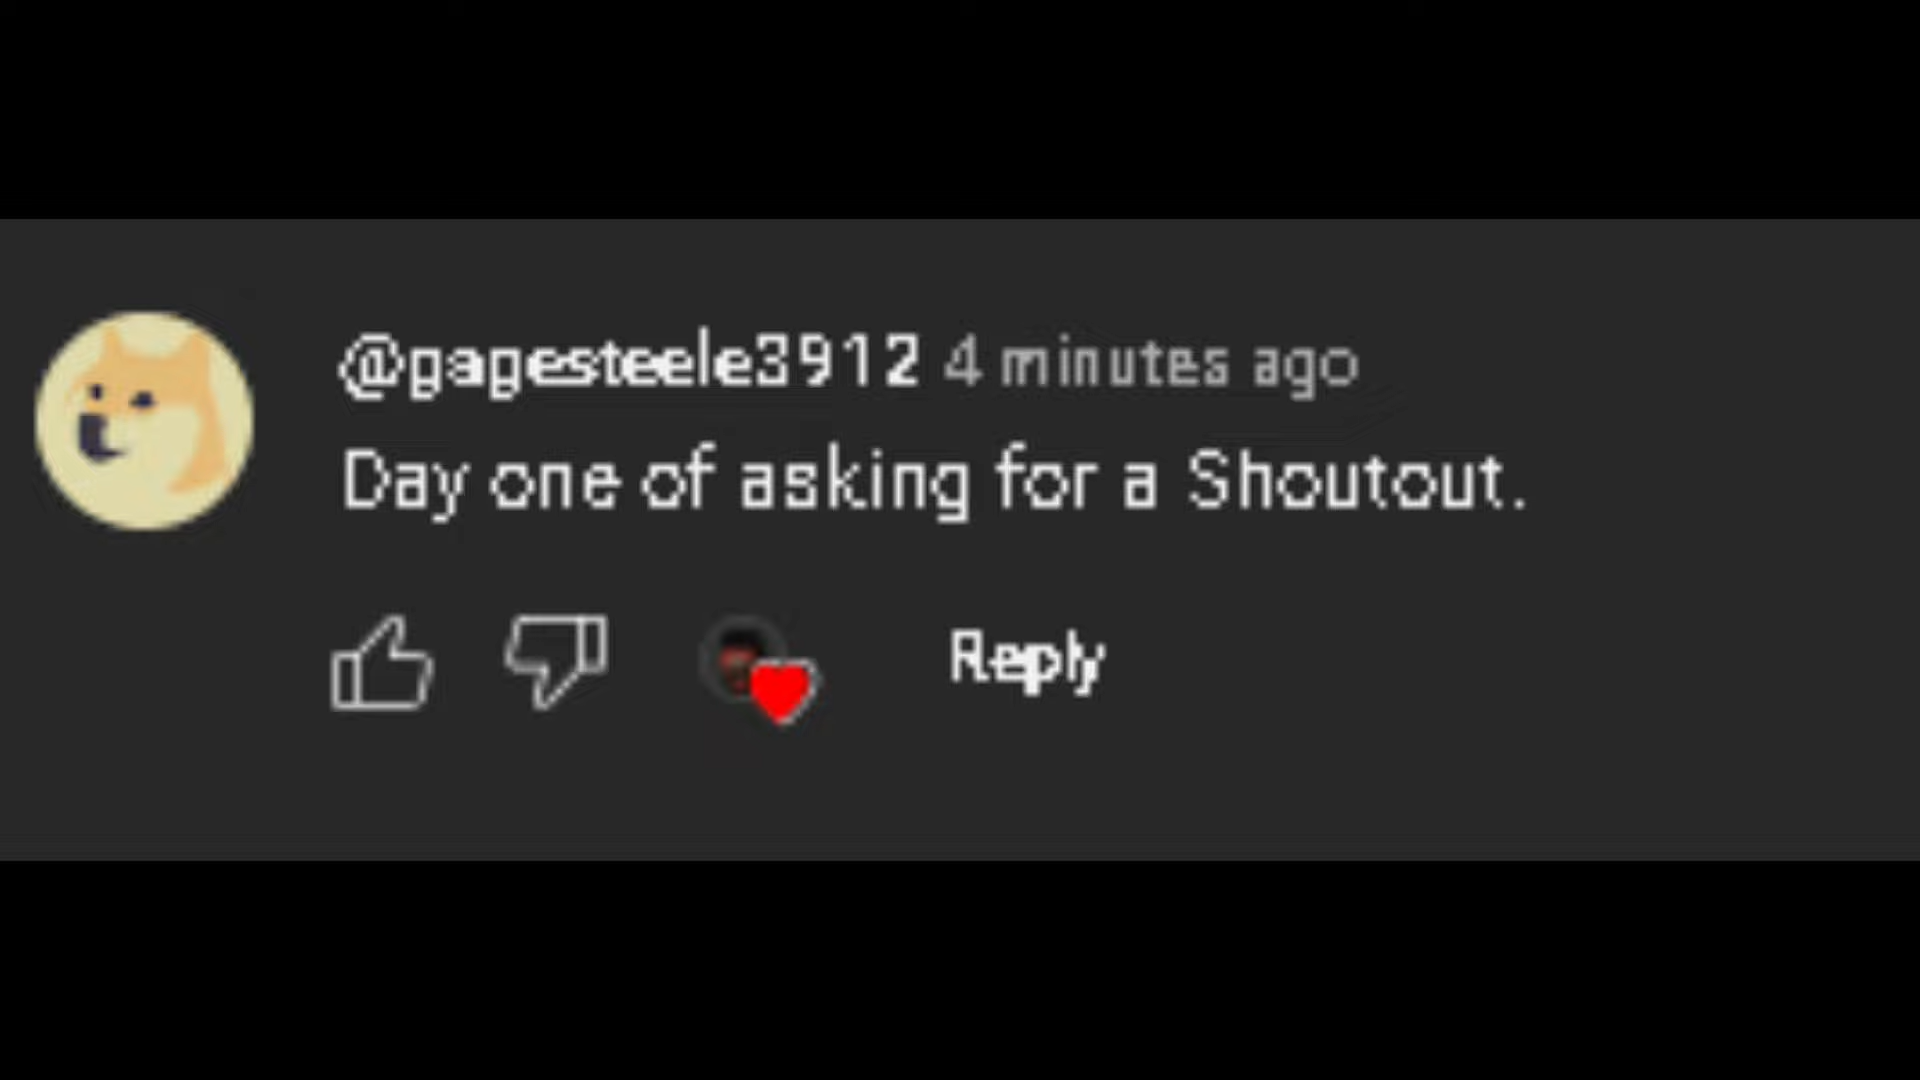 @gagesteele3912 4 minutes ago
Day one of asking for a Shoutout.
Reply